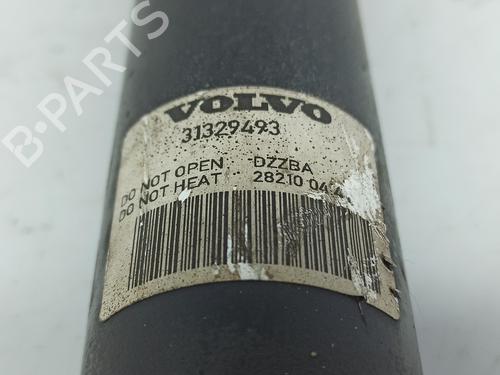 B-PARTS
VOLVO
31329493
DO NOT OPEN DZZBA
DO NOT HEAT 28210 04